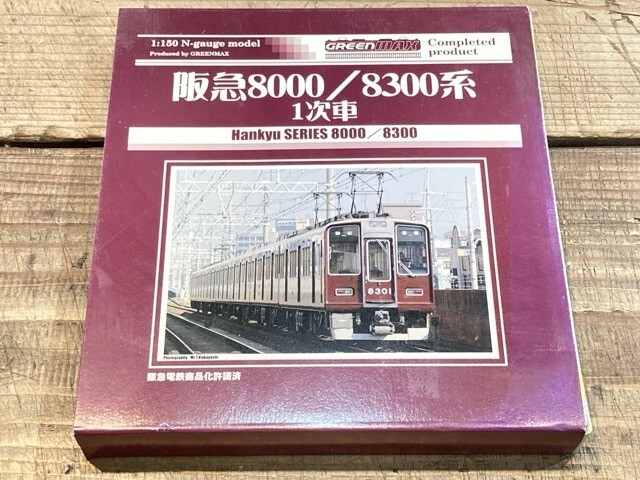 1:150 N-gauge model
Produced by GREENMAX
GREENMAX
Completed
product
阪急8000／8300系
1次車
Hankyu SERIES 8000／8300
8301
Photography Mr.T.Kobayashi
阪急電鉄商品化許諾済